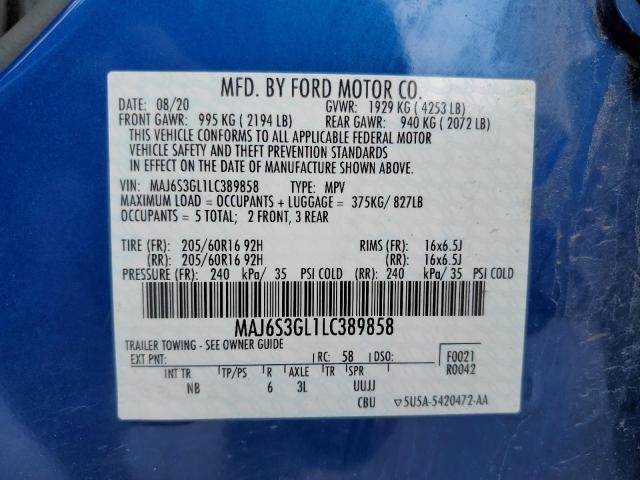 MFD. BY FORD MOTOR CO.
DATE: 08/20 GVWR: 1929 KG ( 4253 LB)
FRONT GAWR: 995 KG ( 2194 LB) REAR GAWR: 940 KG ( 2072 LB)
THIS VEHICLE CONFORMS TO ALL APPLICABLE FEDERAL MOTOR
VEHICLE SAFETY AND THEFT PREVENTION STANDARDS
IN EFFECT ON THE DATE OF MANUFACTURE SHOWN ABOVE.
VIN: MAJ6S3GL1LC389858 TYPE: MPV
MAXIMUM LOAD = OCCUPANTS + LUGGAGE = 375KG/ 827LB
OCCUPANTS = 5 TOTAL; 2 FRONT, 3 REAR
TIRE (FR): 205/60R16 92H RIMS (FR): 16x6.5J
(RR): 205/60R16 92H (RR): 16x6.5J
PRESSURE (FR) : 240 kPa/ 35 PSI COLD (RR): 240 kPa/ 35 PSI COLD
MAJ6S3GL1LC389858
TRAILER TOWING - SEE OWNER GUIDE
EXT PNT: RC: 58 DSO: F0021
R0042
INT TR TP/PS R AXLE TR SPR
NB 6 3L UUJJ
CBU ▽5U5A-5420472-AA